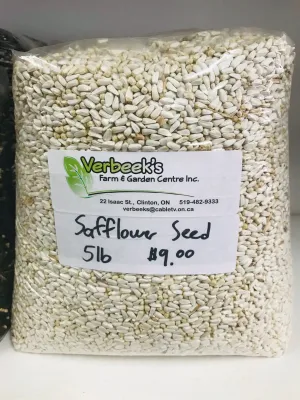 Verbeek's
Farm & Garden Centre Inc.
22 Isaac St., Clinton, ON 519-482-9333
verbeeks@cabletv.on.ca
Safflower Seed
5lb $9.00